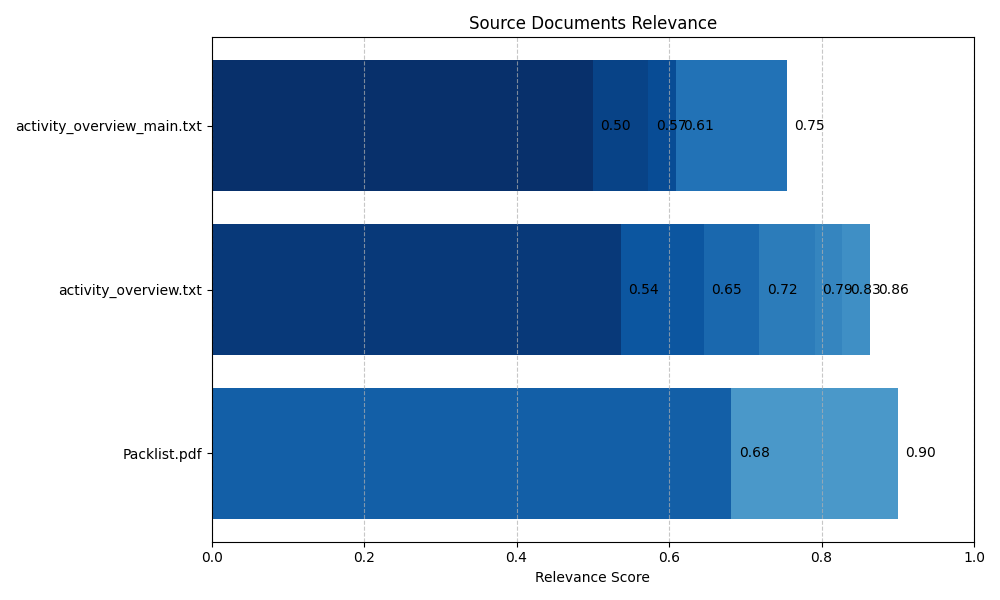 Source Documents Relevance
activity_overview_main.txt
0.50 0.57 0.61 0.75
activity_overview.txt
0.54 0.65 0.72 0.79 0.83 0.86
Packlist.pdf
0.68 0.90
0.0 0.2 0.4 0.6 0.8 1.0
Relevance Score